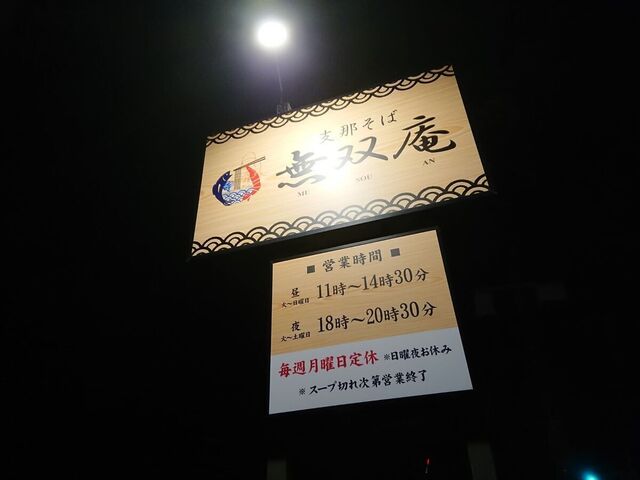 支那そば
無双庵
MU SOU AN
■ 営業時間 ■
昼 火~日曜日 11時~14時30分
夜 火~土曜日 18時~20時30分
毎週月曜日定休 ※日曜夜お休み
※ スープ切れ次第営業終了